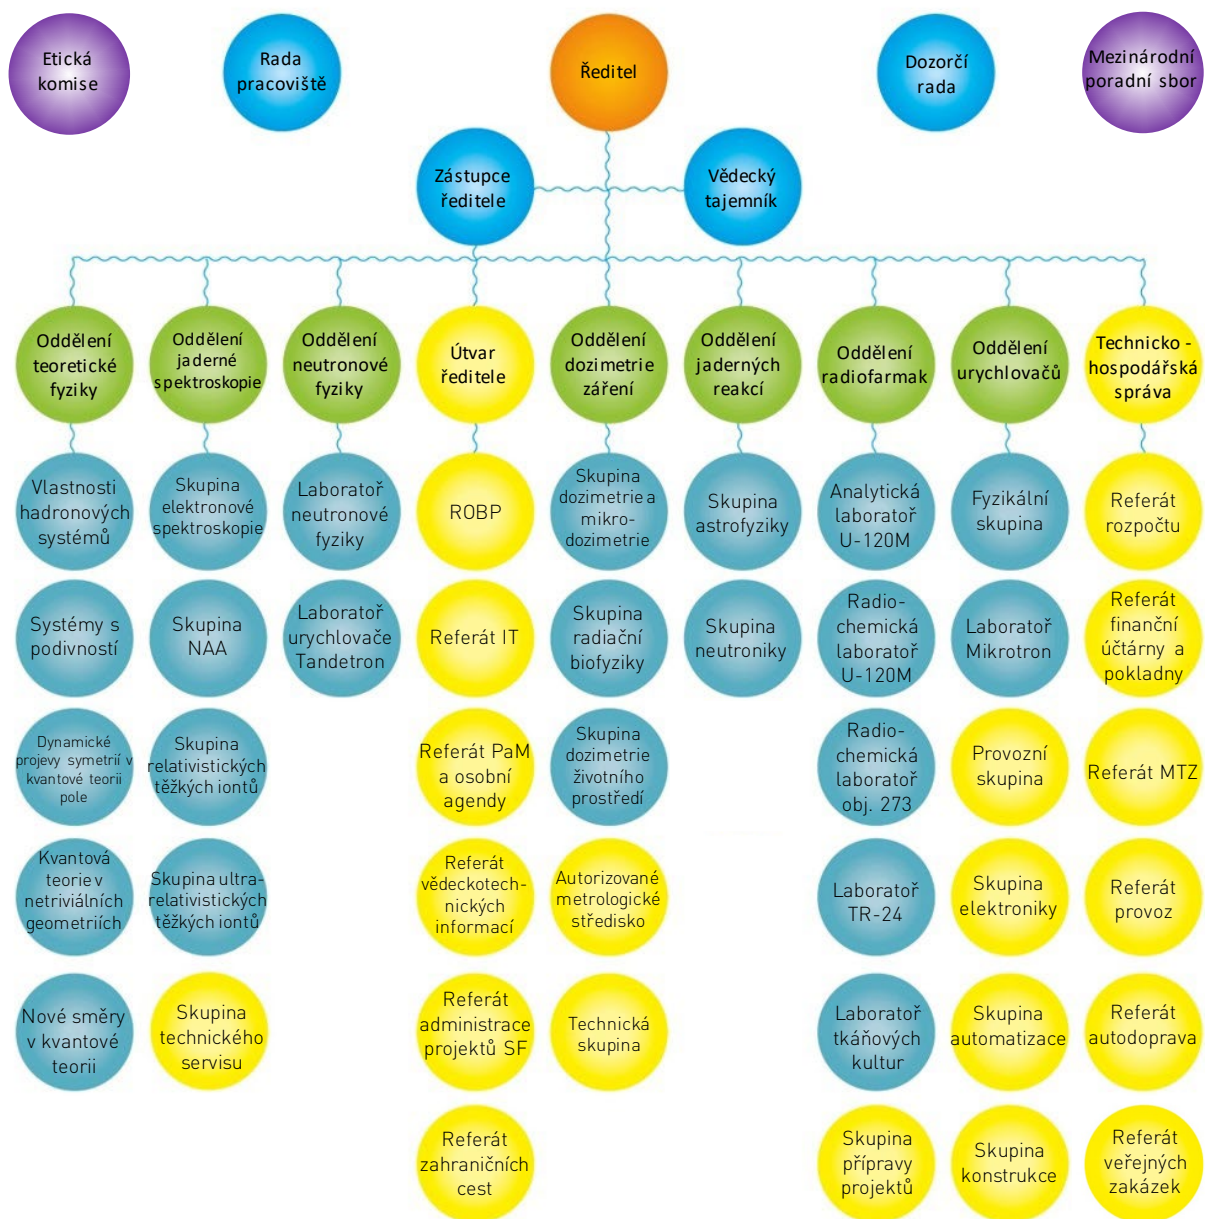 Etická
komise
Rada
pracoviště
Ředitel
Dozorčí
rada
Mezinárodní
poradní sbor
Zástupce
ředitele
Vědecký
tajemník
Oddělení
teoretické
fyziky
Oddělení
jaderné
spektroskopie
Oddělení
neutronové
fyziky
Útvar
ředitele
Oddělení
dozimetrie
záření
Oddělení
jaderných
reakcí
Oddělení
radiofarmak
Oddělení
urychlovačů
Technicko -
hospodářská
správa
Vlastnosti
hadronových
systémů
Skupina
elektronové
spektroskopie
Laboratoř
neutronové
fyziky
ROBP
Skupina
dozimetrie a
mikro-
dozimetrie
Skupina
astrofyziky
Analytická
laboratoř
U-120M
Fyzikální
skupina
Referát
rozpočtu
Systémy s
podivností
Skupina
NAA
Laboratoř
urychlovače
Tandetron
Referát IT
Skupina
radiační
biofyziky
Skupina
neutroniky
Radio-
chemická
laboratoř
U-120M
Laboratoř
Mikrotron
Referát
finanční
účtárny a
pokladny
Dynamické
projevy symetrií v
kvantové teorii
pole
Skupina
relativistických
těžkých iontů
Referát PaM
a osobní
agendy
Skupina
dozimetrie
životního
prostředí
Radio-
chemická
laboratoř
obj. 273
Provozní
skupina
Referát MTZ
Kvantová
teorie v
netriviálních
geometriích
Skupina ultra-
relativistických
těžkých iontů
Referát
vědeckotech-
nických
informací
Autorizované
metrologické
středisko
Laboratoř
TR-24
Skupina
elektroniky
Referát
provoz
Nové směry
v kvantové
teorii
Skupina
technického
servisu
Referát
administrace
projektů SF
Technická
skupina
Laboratoř
tkáňových
kultur
Skupina
automatizace
Referát
autodoprava
Referát
zahraničních
cest
Skupina
přípravy
projektů
Skupina
konstrukce
Referát
veřejných
zakázek